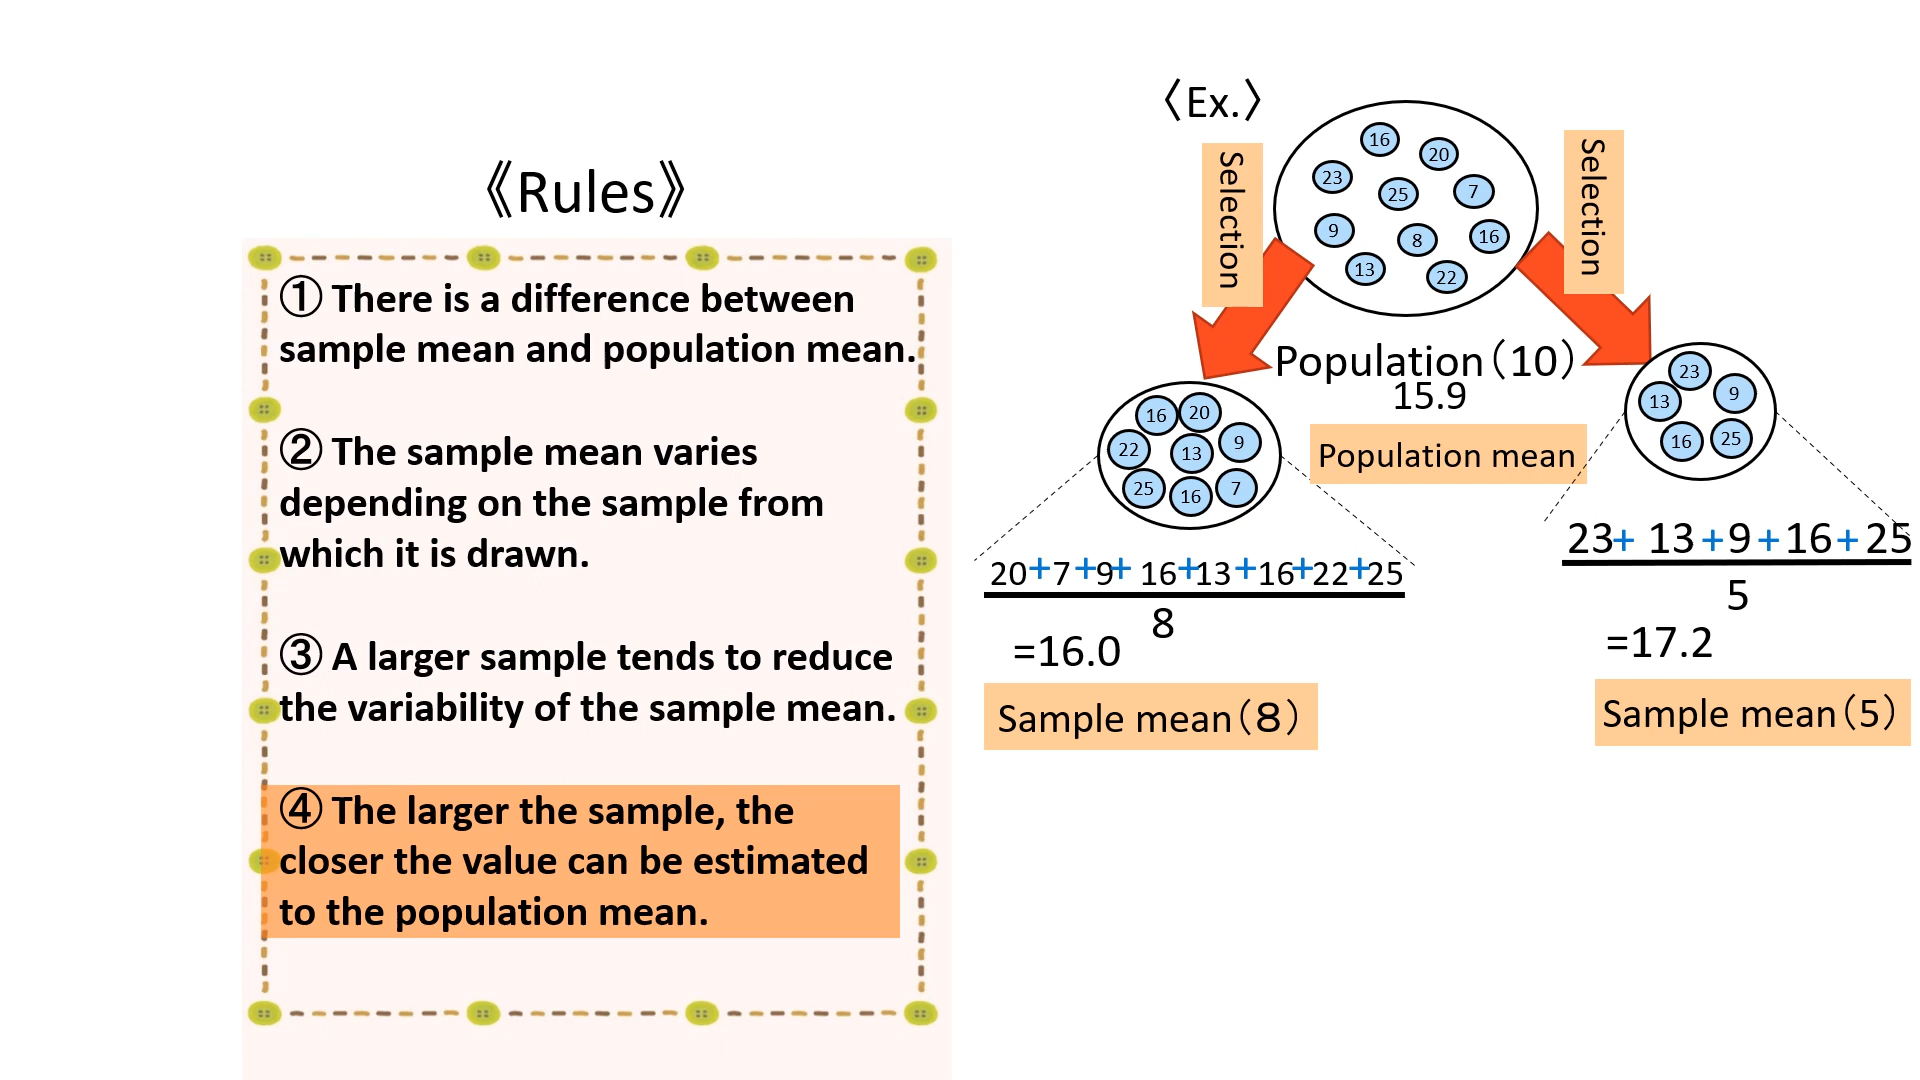 《Rules》
① There is a difference between
sample mean and population mean.
② The sample mean varies
depending on the sample from
which it is drawn.
③ A larger sample tends to reduce
the variability of the sample mean.
④ The larger the sample, the
closer the value can be estimated
to the population mean.
〈Ex.〉
Selection
Selection
16
20
23
25
7
9
8
16
13
22
Population（10）
15.9
Population mean
16
20
22
13
9
25
16
7
20+7+9+ 16+13+16+22+25
8
=16.0
Sample mean（8）
23
13
9
16
25
23+ 13+9+16+25
5
=17.2
Sample mean（5）